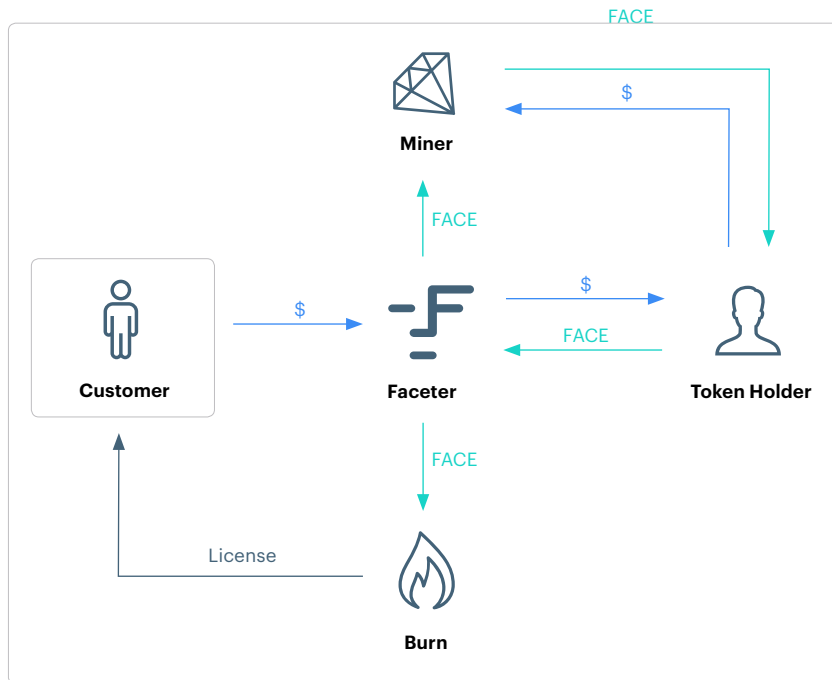 FACE
$
Miner
FACE
$
$
FACE
Customer
Faceter
Token Holder
FACE
License
Burn